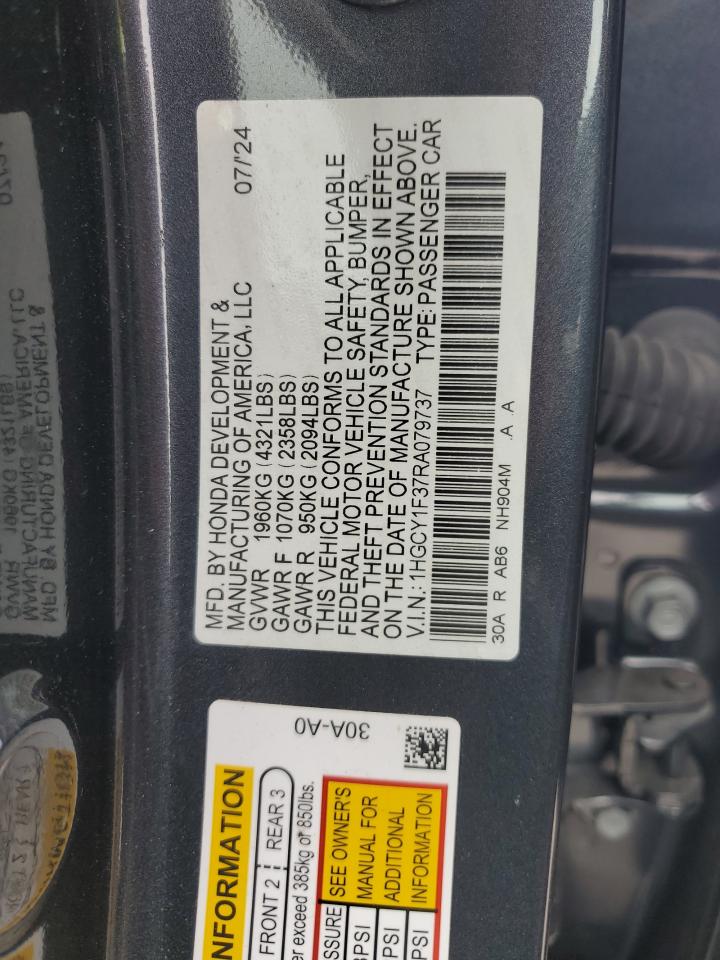 MFD. BY HONDA DEVELOPMENT &
MANUFACTURING OF AMERICA, LLC 07/'24
GVWR 1960KG (4321LBS)
GAWR F 1070KG (2358LBS)
GAWR R 950KG (2094LBS)
THIS VEHICLE CONFORMS TO ALL APPLICABLE
FEDERAL MOTOR VEHICLE SAFETY, BUMPER,
AND THEFT PREVENTION STANDARDS IN EFFECT
ON THE DATE OF MANUFACTURE SHOWN ABOVE.
V.I.N.: 1HGCY1F37RA079737 TYPE: PASSENGER CAR
30A R AB6 NH904M .A A
30A-A0
NFORMATION
FRONT 2 REAR 3
exceed 385kg or 850lbs.
SEE OWNER'S
MANUAL FOR
ADDITIONAL
INFORMATION
SSURE
PSI
PSI
PSI